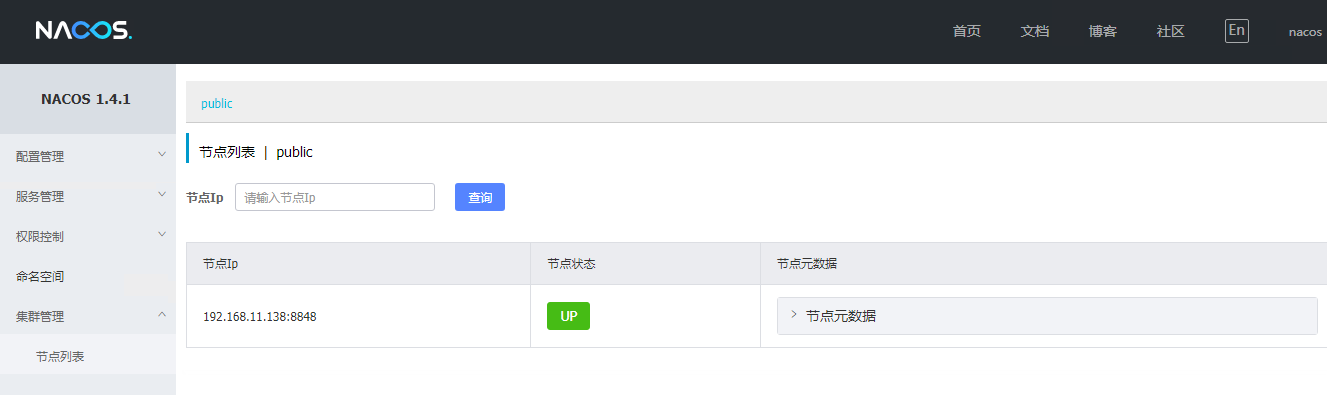 NACOS.
首页 文档 博客 社区 En nacos
NACOS 1.4.1
配置管理
服务管理
权限控制
命名空间
集群管理
节点列表
public
节点列表 | public
节点Ip 请输入节点Ip 查询
节点Ip 节点状态 节点元数据
192.168.11.138:8848 UP 节点元数据